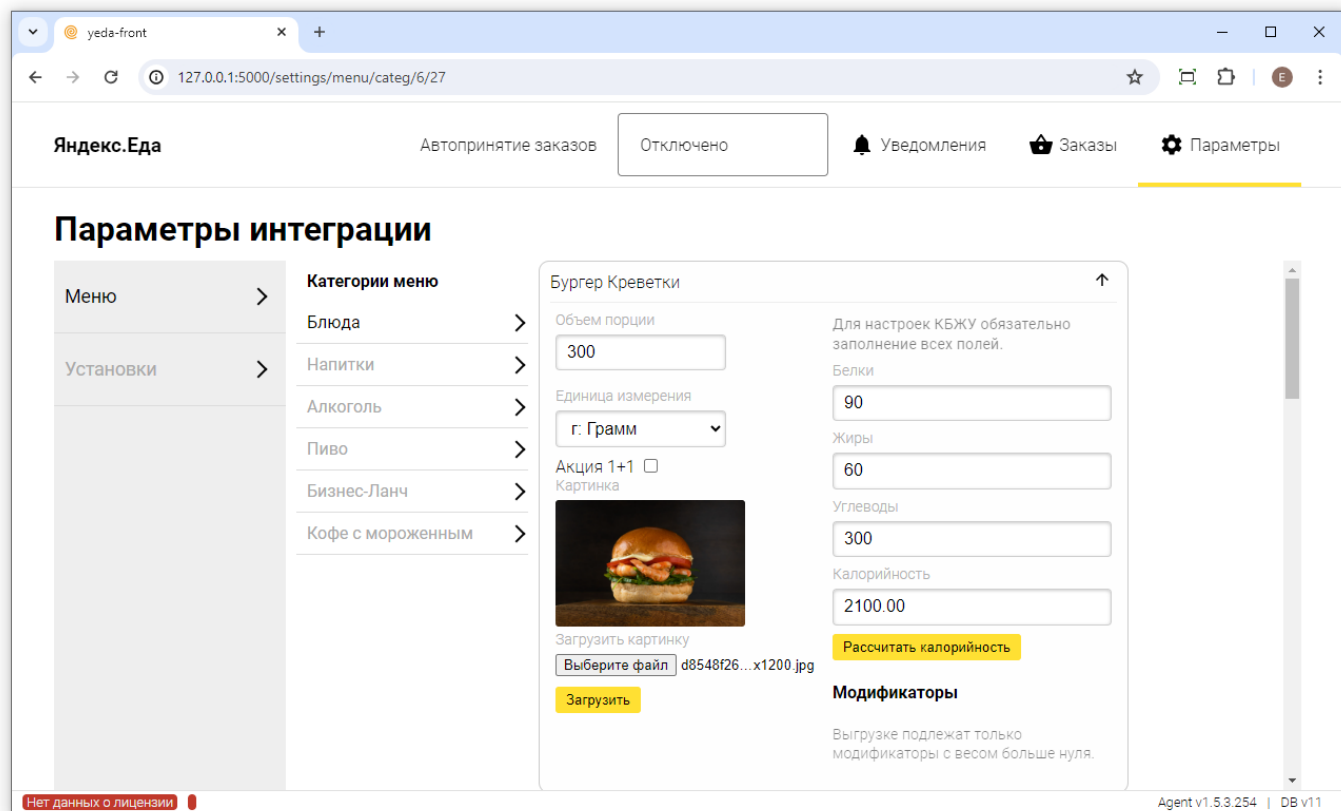 yeda-front
127.0.0.1:5000/settings/menu/categ/6/27
E
Яндекс.Еда
Автопринятие заказов
Отключено
Уведомления
Заказы
Параметры
Параметры интеграции
Меню
Установки
Категории меню
Блюда
Напитки
Алкоголь
Пиво
Бизнес-Ланч
Кофе с мороженным
Бургер Креветки
Объем порции
300
Единица измерения
г: Грамм
Акция 1+1
Картинка
Загрузить картинку
Выберите файл d8548f26...x1200.jpg
Загрузить
Для настроек КБЖУ обязательно
заполнение всех полей.
Белки
90
Жиры
60
Углеводы
300
Калорийность
2100.00
Рассчитать калорийность
Модификаторы
Выгрузке подлежат только
модификаторы с весом больше нуля.
Нет данных о лицензии
Agent v1.5.3.254 | DB v11